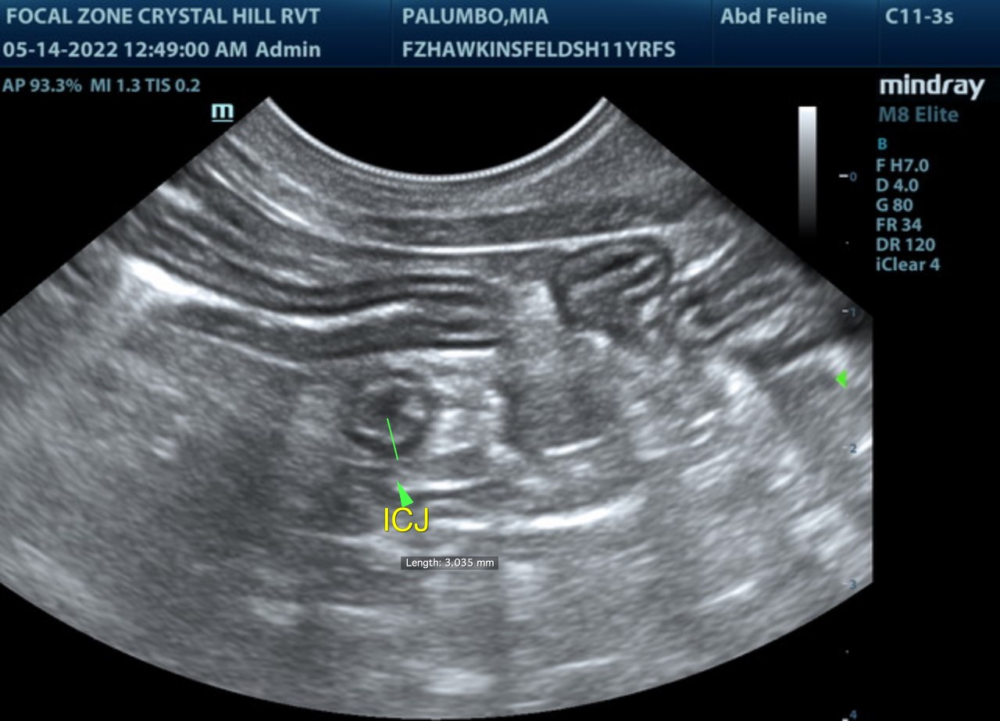 FOCAL ZONE CRYSTAL HILL RVT PALUMBO,MIA Abd Feline C11-3s
05-14-2022 12:49:00 AM Admin FZHAWKINSFELDSH11YRFS
AP 93.3% MI 1.3 TIS 0.2
m
mindray
M8 Elite
B
F H7.0
D 4.0
G 80
FR 34
DR 120
iClear 4
0
1
2
ICJ
Length: 3.035 mm
3
4